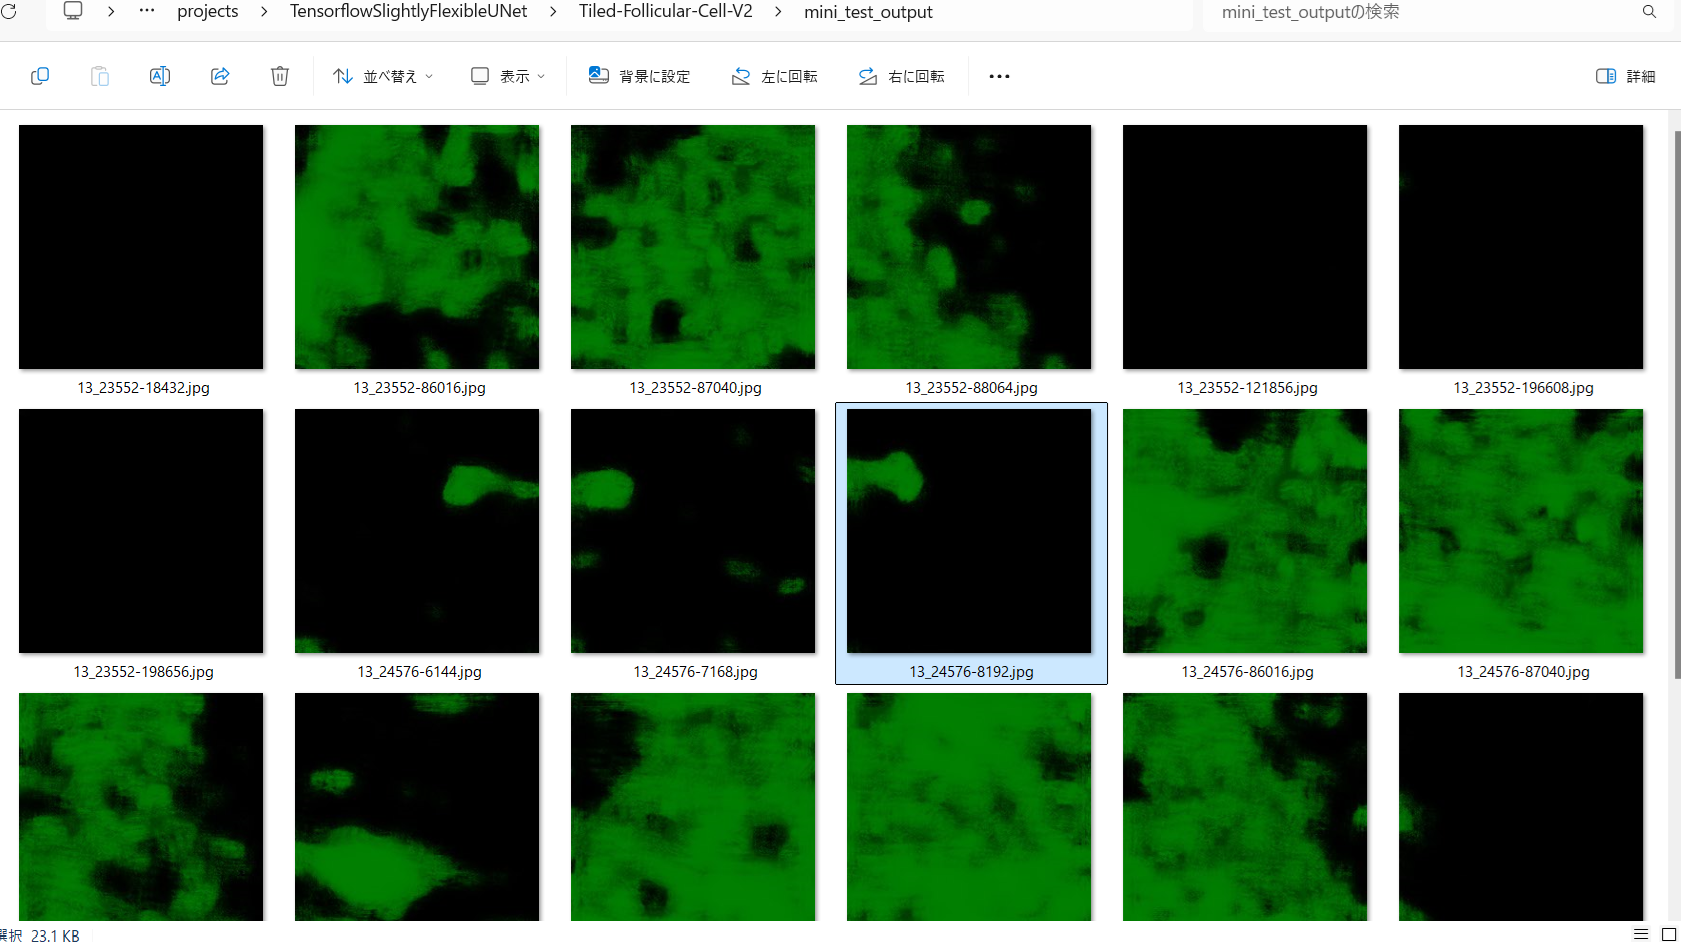 projects > TensorflowSlightlyFlexibleUNet > Tiled-Follicular-Cell-V2 > mini_test_output
mini_test_outputの検索
並べ替え 表示 背景に設定 左に回転 右に回転 詳細
13_23552-18432.jpg 13_23552-86016.jpg 13_23552-87040.jpg 13_23552-88064.jpg 13_23552-121856.jpg 13_23552-196608.jpg
13_23552-198656.jpg 13_24576-6144.jpg 13_24576-7168.jpg 13_24576-8192.jpg 13_24576-86016.jpg 13_24576-87040.jpg
選択 23.1 KB